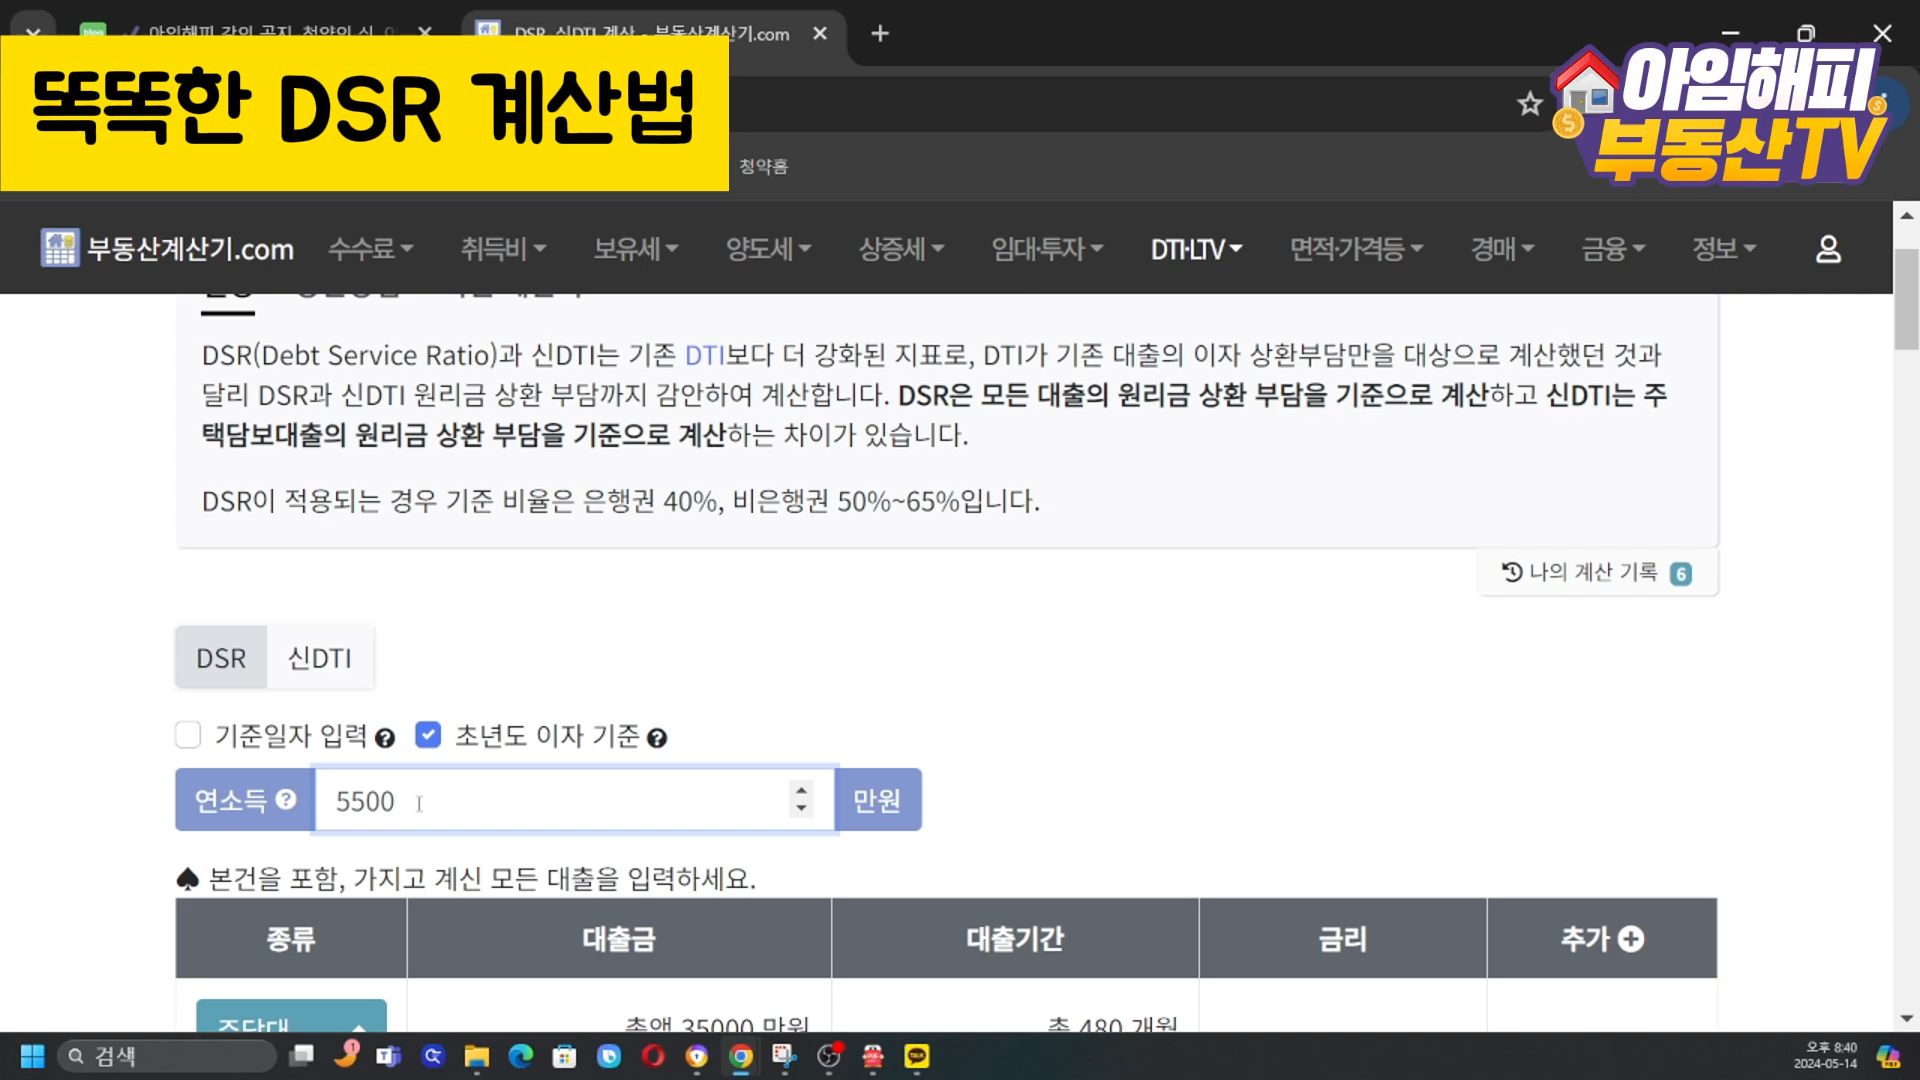 똑똑한 DSR 계산법
아임해피
부동산TV
DSR, 신DTI 계산 - 부동산계산기.com
청약홈
부동산계산기.com 수수료 취득비 보유세 양도세 상증세 임대·투자 DTI·LTV 면적·가격등 경매 금융 정보
DSR(Debt Service Ratio)과 신DTI는 기존 DTI보다 더 강화된 지표로, DTI가 기존 대출의 이자 상환부담만을 대상으로 계산했던 것과
달리 DSR과 신DTI 원리금 상환 부담까지 감안하여 계산합니다. DSR은 모든 대출의 원리금 상환 부담을 기준으로 계산하고 신DTI는 주
택담보대출의 원리금 상환 부담을 기준으로 계산하는 차이가 있습니다.
DSR이 적용되는 경우 기준 비율은 은행권 40%, 비은행권 50%~65%입니다.
나의 계산 기록 6
DSR 신DTI
기준일자 입력 초년도 이자 기준
연소득 5500 만원
본건을 포함, 가지고 계신 모든 대출을 입력하세요.
종류 대출금 대출기간 금리 추가
주담대 총액 35000 만원 총 480 개월
검색
오후 8:40
2024-05-14